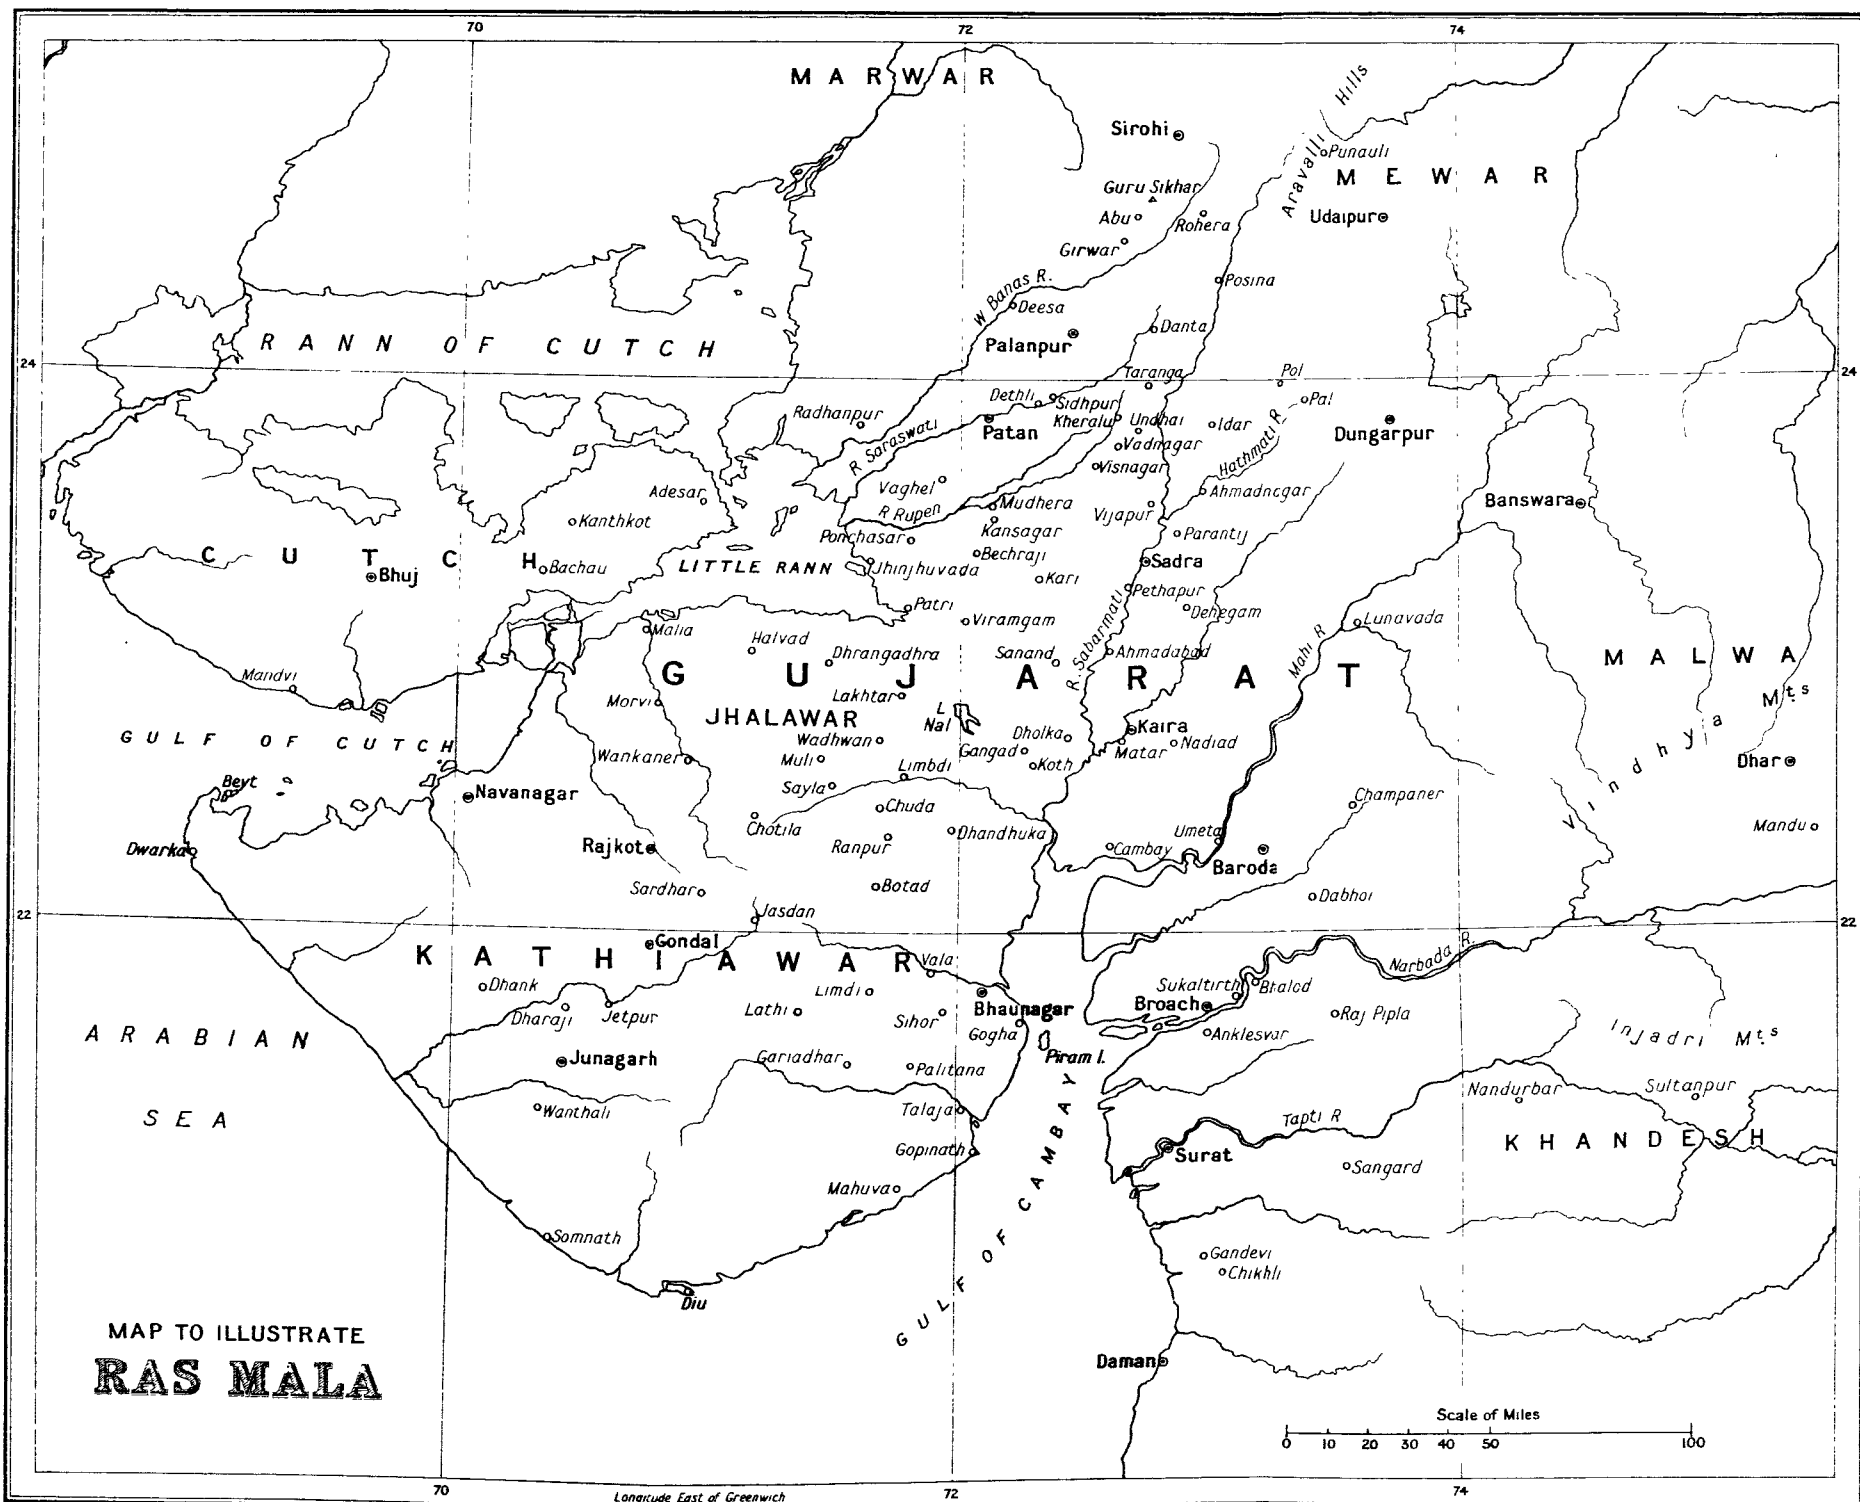 70 72 74
MARWAR
Aravalli Hills
Sirohi
Punauli
MEWAR
Guru Sikhar
Abu
Rohera
Udaipur
Girwar
Posina
W Banas R.
Deesa
Danta
RANN OF CUTCH
Palanpur
24
24
Taranga
Pol
Dethli
Sidhpur
Pal
Radhanpur
Kheralu
Undhai
Idar
Patan
Dungarpur
R Saraswati
Vadnagar
Hathmati R
Visnagar
Vaghel
Adesar
Ahmadnegar
Mudhera
Banswara
R Rupen
Vijapur
Kanthkot
Kansagar
Parantij
Ponchasar
CUTCH
Bechraji
Sadra
Bhuj
Bachau
LITTLE RANN
Jhinjhuvada
Kari
Pethapur
Patri
Dehegam
Viramgam
Lunavada
Malia
Halvad
R. Sabarmati
Mahi R
Dhrangadhra
Sanand
Ahmadabad
MALWA
Mandvi
GUJARAT
Lakhtar
Morvi
Vindhya Mts
JHALAWAR
L Nal
Kaira
GULF OF CUTCH
Wadhwan
Dholka
Nadiad
Gangad
Matar
Wankaner
Muli
Limbdi
Koth
Dhar
Beyt
Navanagar
Sayla
Chuda
Champaner
Chotila
Dhandhuka
Umeta
Mandu
Dwarka
Rajkot
Ranpur
Cambay
Baroda
Sardhar
Botad
Dabhoi
22
Jasdan
22
Gondal
KATHIAWAR
Vala
Narbada R.
Dhank
Limdi
Sukaltirth
Bhalod
Dharaji
Jetpur
Lathi
Bhaunagar
Broach
Sihor
Raj Pipla
ARABIAN
SEA
Gogha
Anklesvar
Injadri Mts
Junagarh
Gariadhar
Piram I.
Palitana
Nandurbar
Sultanpur
Wanthali
Talaja
Tapti R
KHANDESH
Gopinath
Surat
Sangard
GULF OF CAMBAY
Mahuva
Somnath
Gandevi
Chikhli
Diu
MAP TO ILLUSTRATE
RAS MALA
Daman
Scale of Miles
0 10 20 30 40 50 100
70 72 74
Longitude East of Greenwich